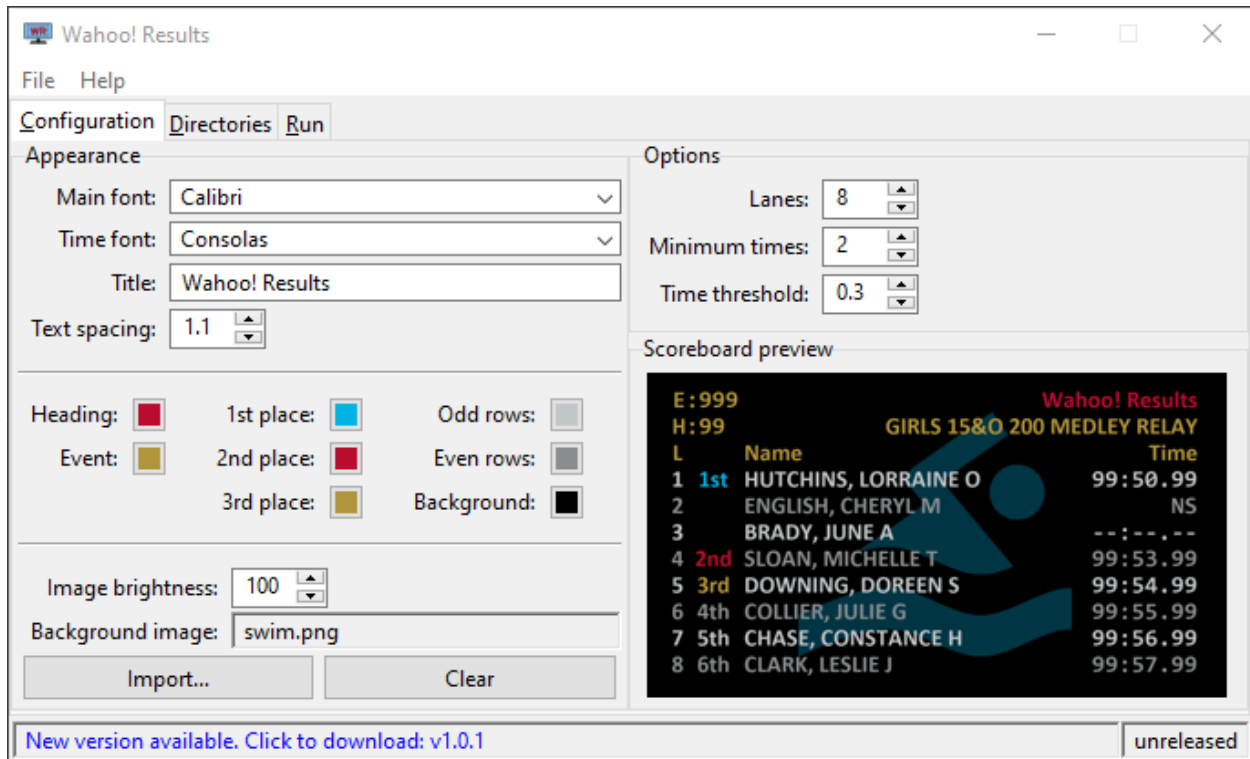 WR Wahoo! Results
File Help
Configuration Directories Run
Appearance
Main font: Calibri
Time font: Consolas
Title: Wahoo! Results
Text spacing: 1.1
Heading: 1st place: Odd rows:
Event: 2nd place: Even rows:
3rd place: Background:
Image brightness: 100
Background image: swim.png
Import... Clear
Options
Lanes: 8
Minimum times: 2
Time threshold: 0.3
Scoreboard preview
E:999 Wahoo! Results
H:99 GIRLS 15&O 200 MEDLEY RELAY
L Name Time
1 1st HUTCHINS, LORRAINE O 99:50.99
2 ENGLISH, CHERYL M NS
3 BRADY, JUNE A --:--.--
4 2nd SLOAN, MICHELLE T 99:53.99
5 3rd DOWNING, DOREEN S 99:54.99
6 4th COLLIER, JULIE G 99:55.99
7 5th CHASE, CONSTANCE H 99:56.99
8 6th CLARK, LESLIE J 99:57.99
New version available. Click to download: v1.0.1 unreleased